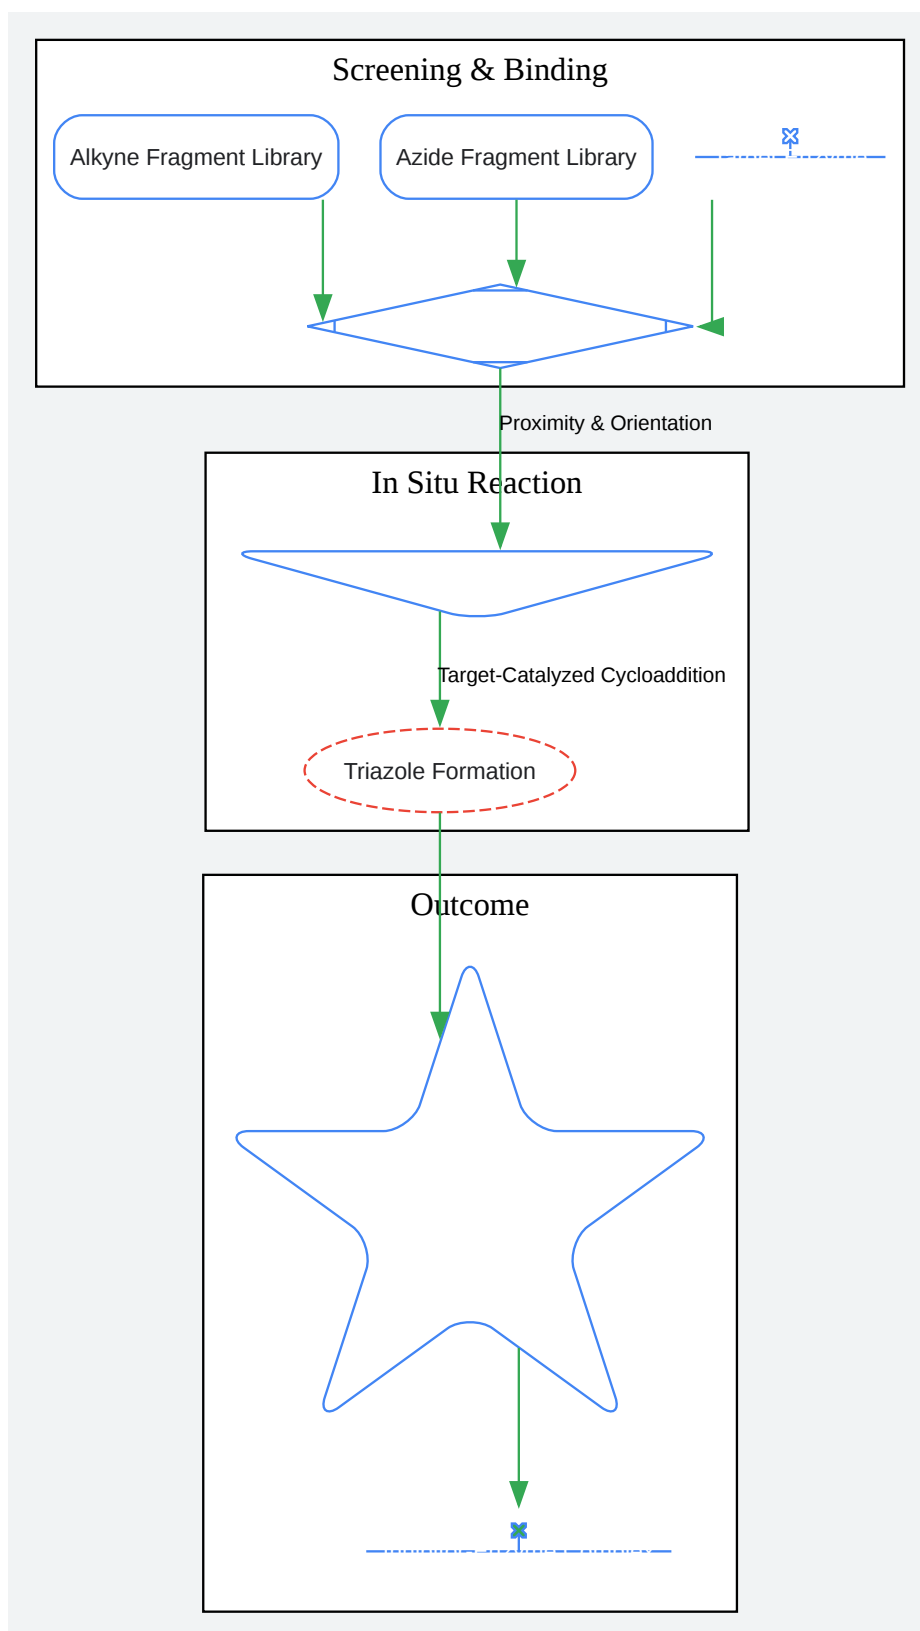 Screening & Binding
Alkyne Fragment Library
Azide Fragment Library
Proximity & Orientation
In Situ Reaction
Target-Catalyzed Cycloaddition
Triazole Formation
Outcome